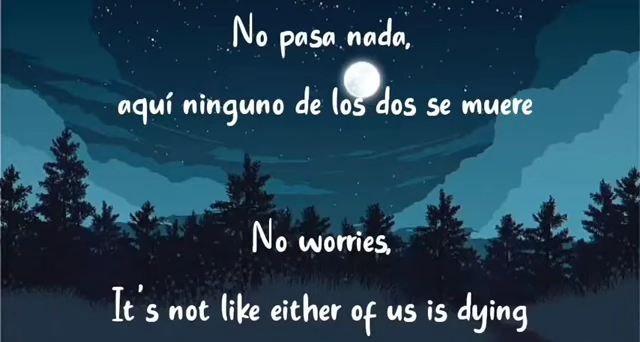 No pasa nada,
aquí ninguno de los dos se muere
No worries,
It's not like either of us is dying